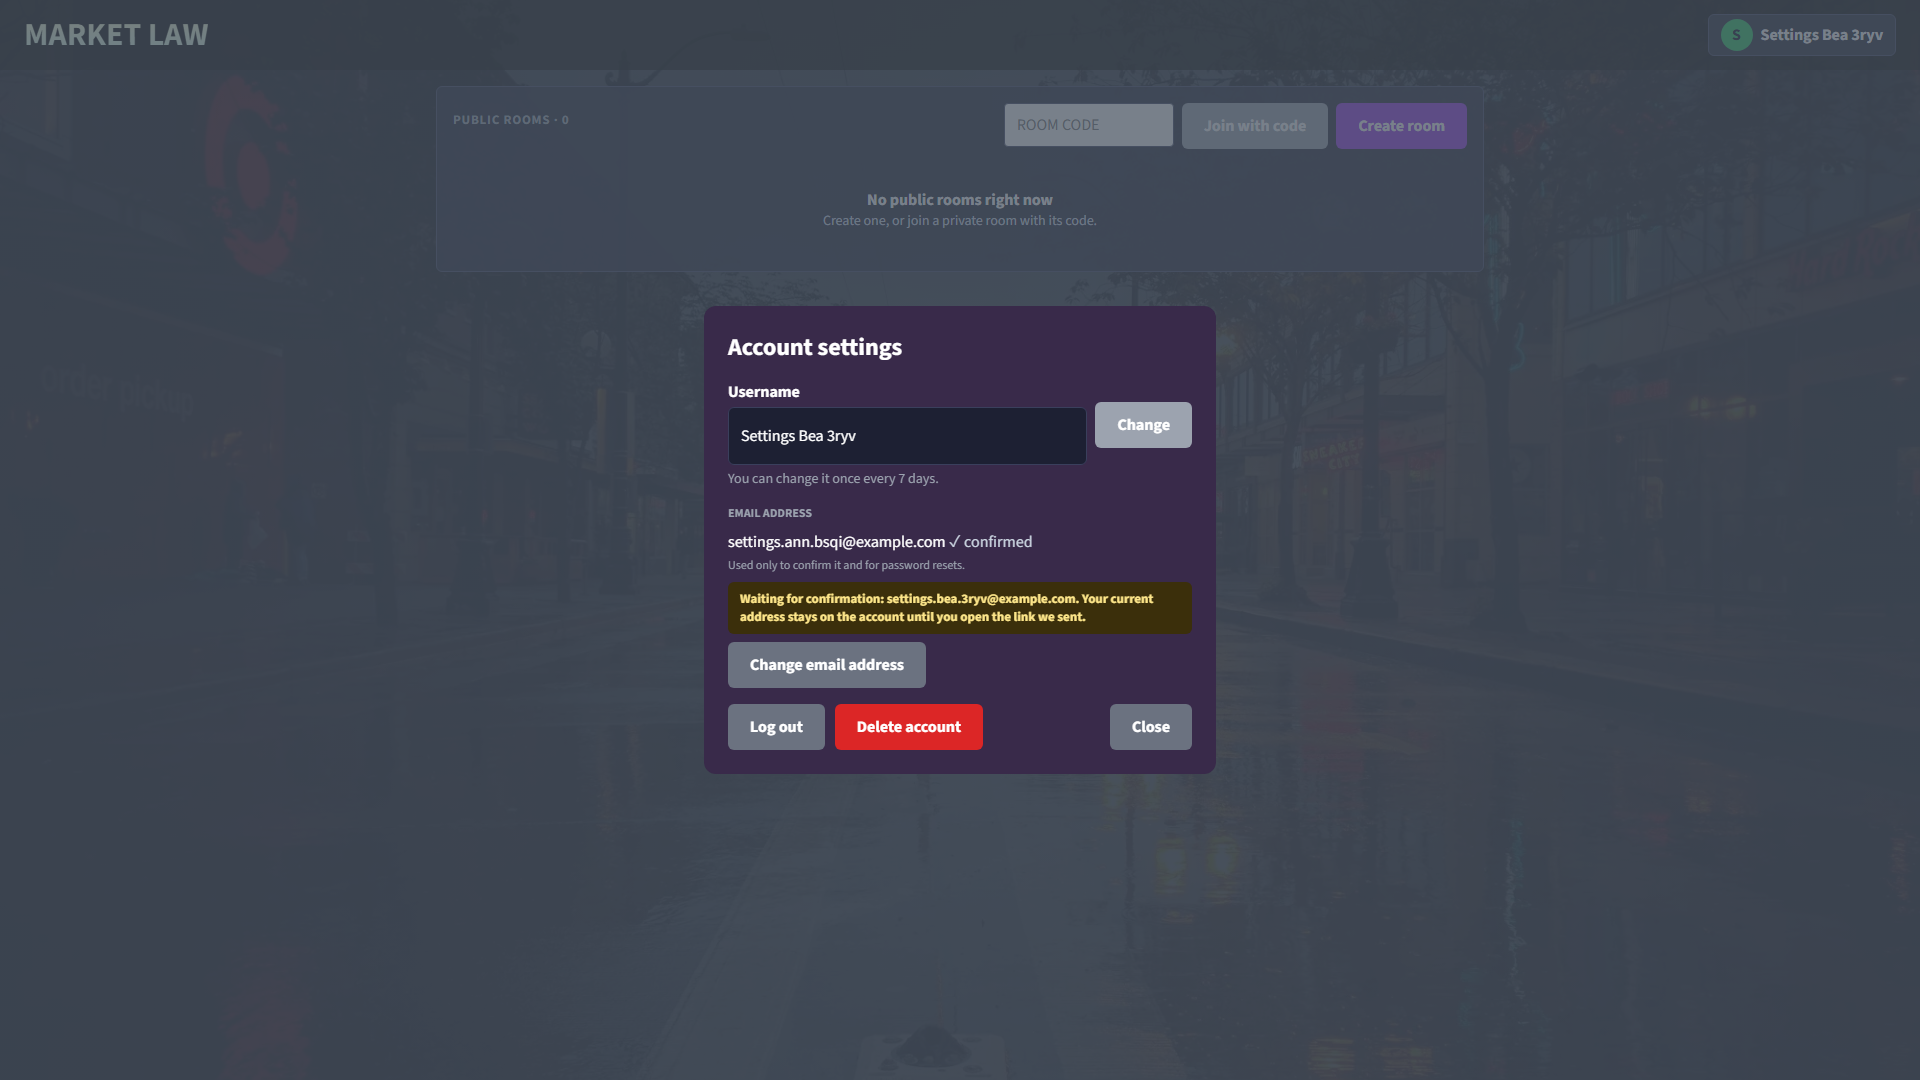 MARKET LAW
S Settings Bea 3ryv
PUBLIC ROOMS · 0
ROOM CODE
Join with code
Create room
No public rooms right now
Create one, or join a private room with its code.
order pickup
SNEAKER CITY
Account settings
Username
Settings Bea 3ryv
Change
You can change it once every 7 days.
EMAIL ADDRESS
settings.ann.bsqi@example.com ✓ confirmed
Used only to confirm it and for password resets.
Waiting for confirmation: settings.bea.3ryv@example.com. Your current
address stays on the account until you open the link we sent.
Change email address
Log out
Delete account
Close